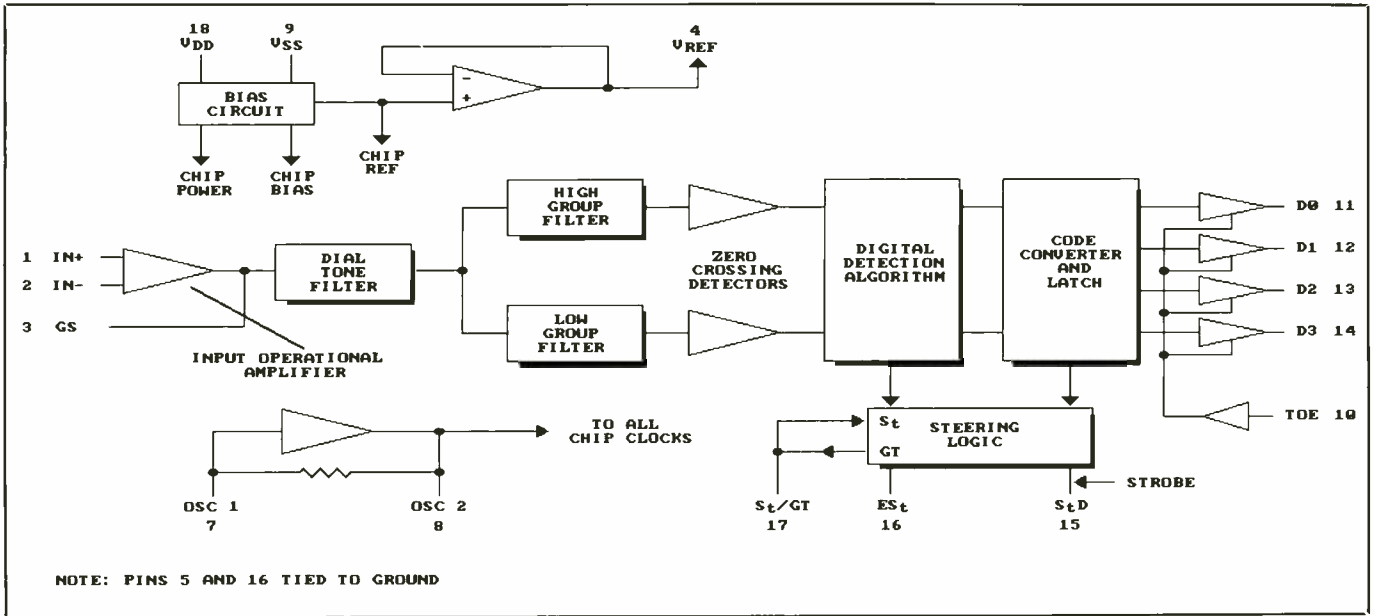 18
VDD
9
VSS
4
VREF
BIAS
CIRCUIT
-
+
CHIP
POWER
CHIP
BIAS
CHIP
REF
HIGH
GROUP
FILTER
1 IN+
2 IN-
3 GS
DIAL
TONE
FILTER
LOW
GROUP
FILTER
ZERO
CROSSING
DETECTORS
DIGITAL
DETECTION
ALGORITHM
CODE
CONVERTER
AND
LATCH
D0 11
D1 12
D2 13
D3 14
TOE 10
INPUT OPERATIONAL
AMPLIFIER
TO ALL
CHIP CLOCKS
St
GT
STEERING
LOGIC
STROBE
OSC 1
7
OSC 2
8
St/GT
17
ESt
16
StD
15
NOTE: PINS 5 AND 16 TIED TO GROUND